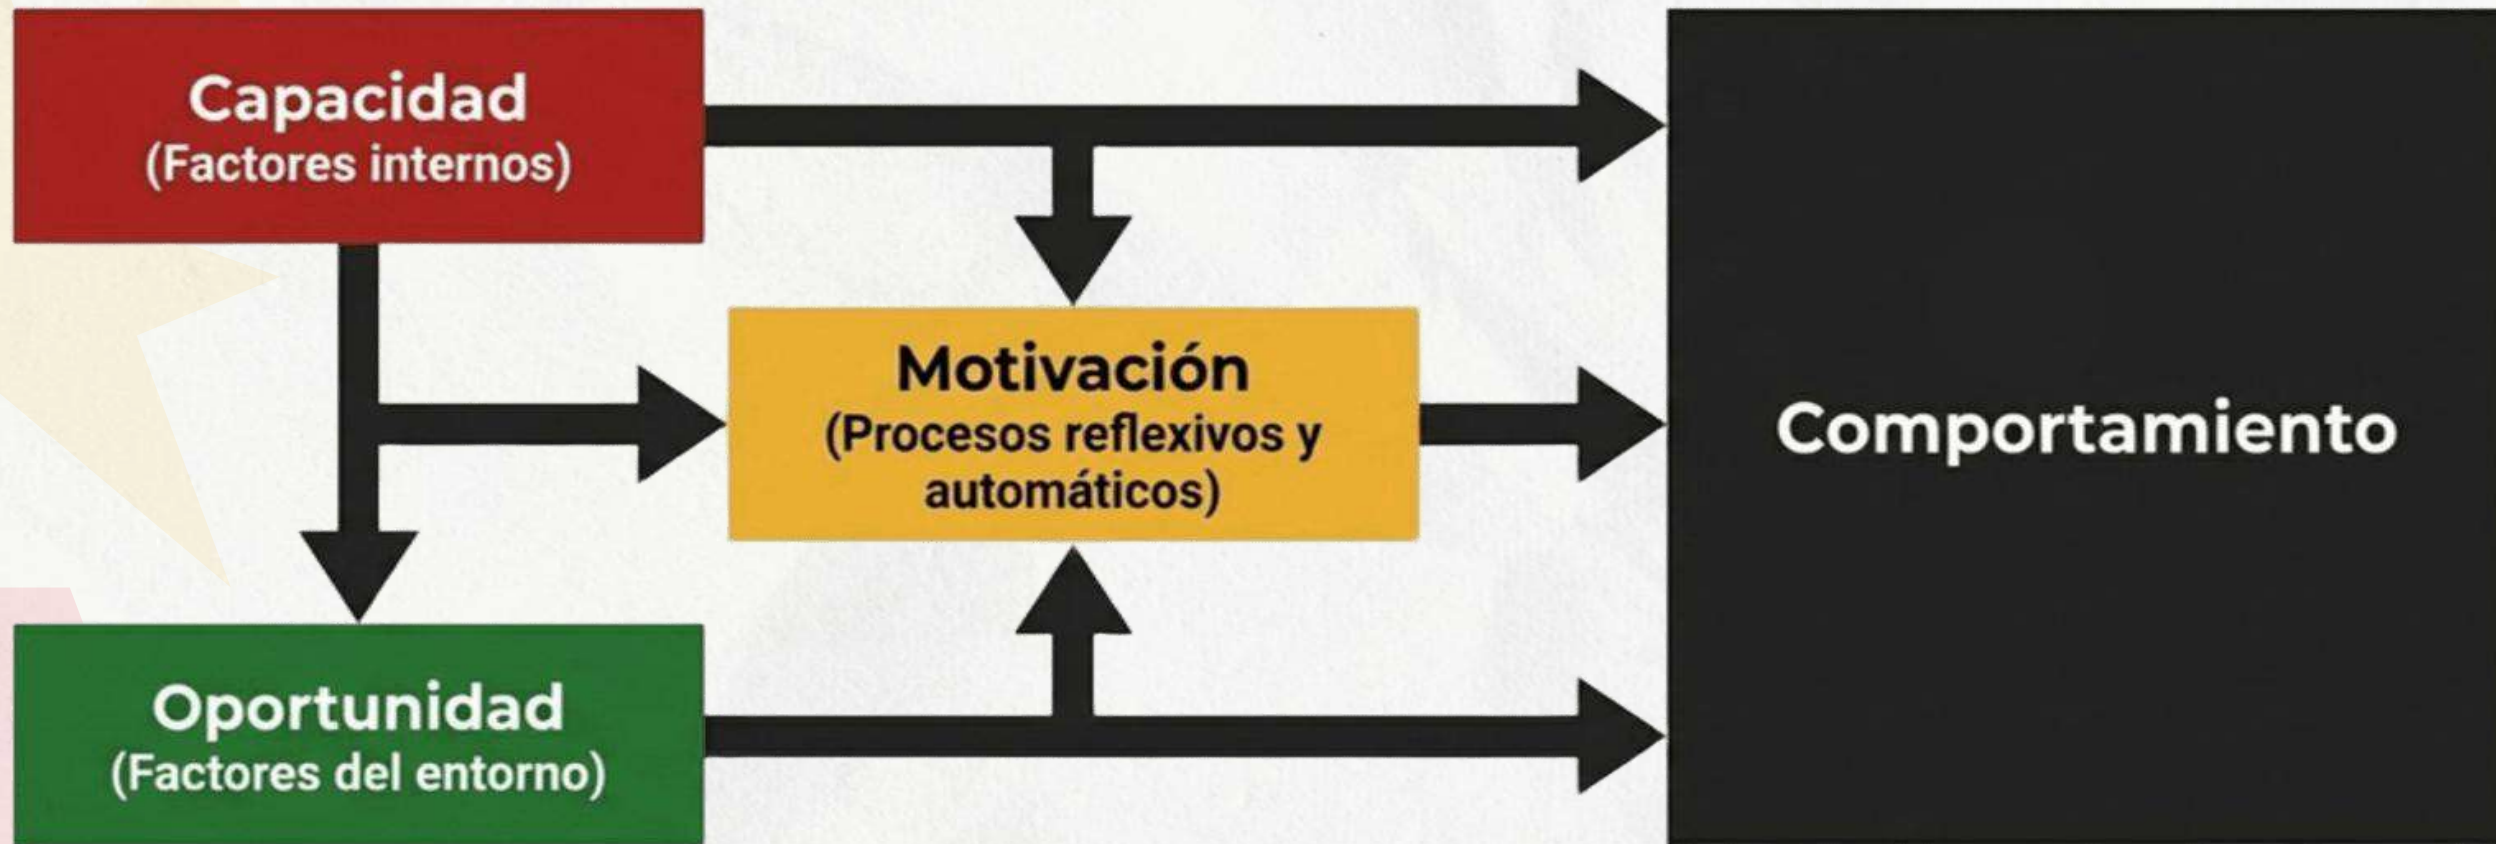 Capacidad
(Factores internos)
Motivación
(Procesos reflexivos y
automáticos)
Comportamiento
Oportunidad
(Factores del entorno)